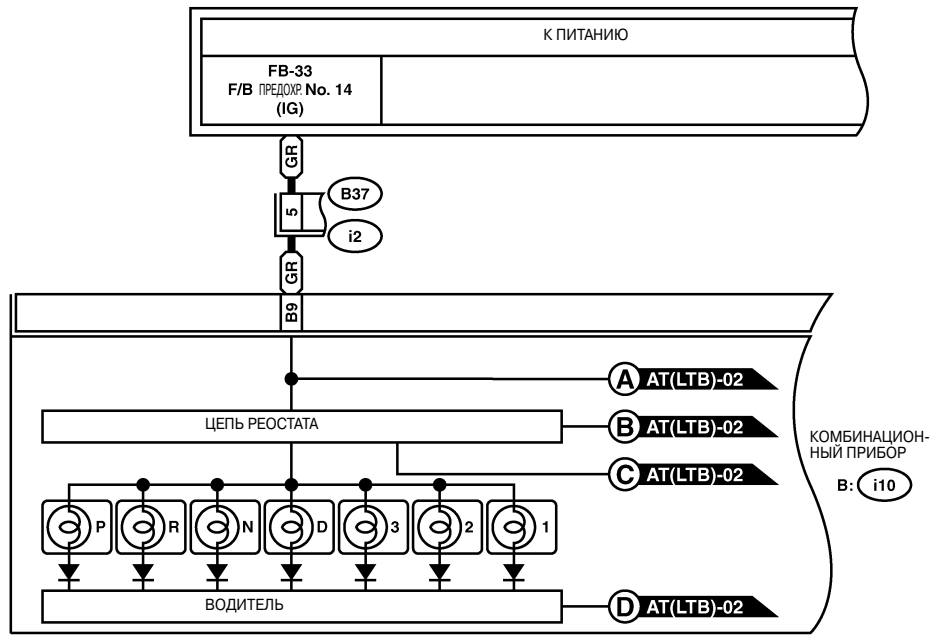 К ПИТАНИЮ
FB-33
F/B ПРЕДОХР. No. 14
(IG)
GR
B37
5
i2
GR
B9
A AT(LTB)-02
ЦЕПЬ РЕОСТАТА
B AT(LTB)-02
КОМБИНАЦИОН-
НЫЙ ПРИБОР
C AT(LTB)-02
B: i10
P R N D 3 2 1
ВОДИТЕЛЬ
D AT(LTB)-02